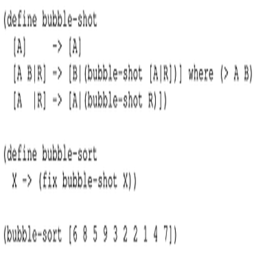 (define bubble-shot
[A] -> [A]
[A B|R] -> [B|(bubble-shot [A|R])] where (> A B)
[A |R] -> [A|(bubble-shot R)])
(define bubble-sort
X -> (fix bubble-shot X))
(bubble-sort [6 8 5 9 3 2 2 1 4 7])